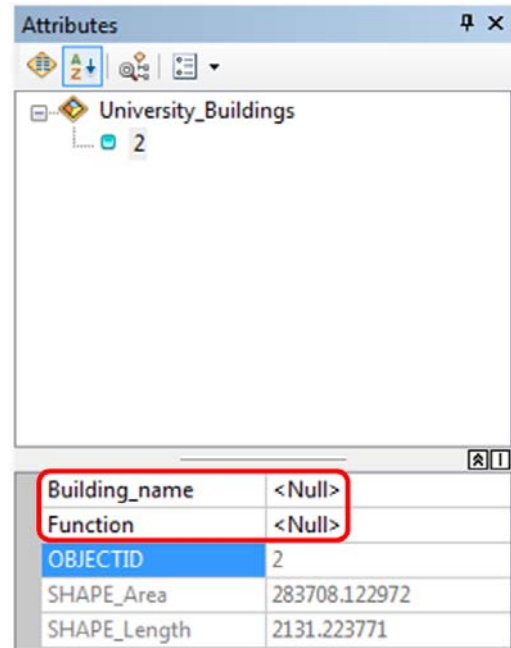 Attributes
University_Buildings
2
Building_name <Null>
Function <Null>
OBJECTID 2
SHAPE_Area 283708.122972
SHAPE_Length 2131.223771